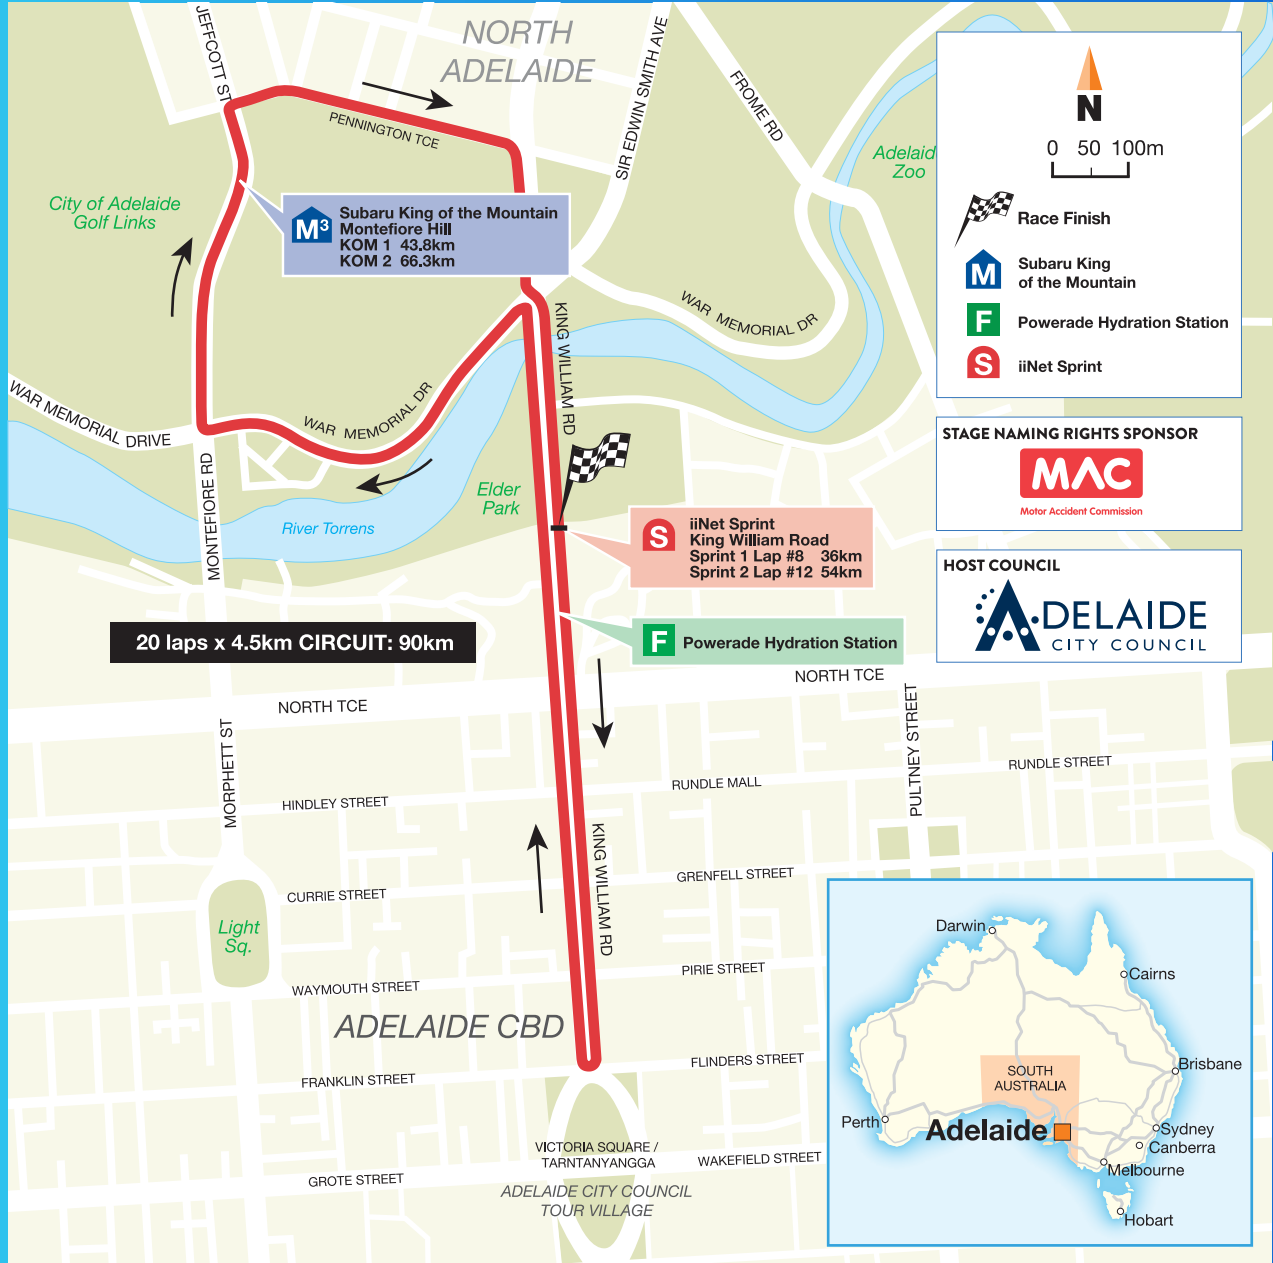 JEFFCOTT ST
NORTH
ADELAIDE
SIR EDWIN SMITH AVE
FROME RD
PENNINGTON TCE
Adelaid
Zoo
City of Adelaide
Golf Links
M3
Subaru King of the Mountain
Montefiore Hill
KOM 1 43.8km
KOM 2 66.3km
WAR MEMORIAL DR
KING WILLIAM RD
WAR MEMORIAL DRIVE
WAR MEMORIAL DR
MONTEFIORE RD
Elder
Park
River Torrens
S
iiNet Sprint
King William Road
Sprint 1 Lap #8 36km
Sprint 2 Lap #12 54km
20 laps x 4.5km CIRCUIT: 90km
F
Powerade Hydration Station
NORTH TCE
NORTH TCE
MORPHETT ST
PULTNEY STREET
RUNDLE STREET
RUNDLE MALL
HINDLEY STREET
KING WILLIAM RD
CURRIE STREET
GRENFELL STREET
Light
Sq.
WAYMOUTH STREET
PIRIE STREET
ADELAIDE CBD
FRANKLIN STREET
FLINDERS STREET
VICTORIA SQUARE /
TARNTANYANGGA
GROTE STREET
WAKEFIELD STREET
ADELAIDE CITY COUNCIL
TOUR VILLAGE
N
0 50 100m
Race Finish
M
Subaru King
of the Mountain
F
Powerade Hydration Station
S
iiNet Sprint
STAGE NAMING RIGHTS SPONSOR
MAC
Motor Accident Commission
HOST COUNCIL
ADELAIDE
CITY COUNCIL
Darwin
Cairns
Brisbane
SOUTH
AUSTRALIA
Perth
Adelaide
Sydney
Canberra
Melbourne
Hobart